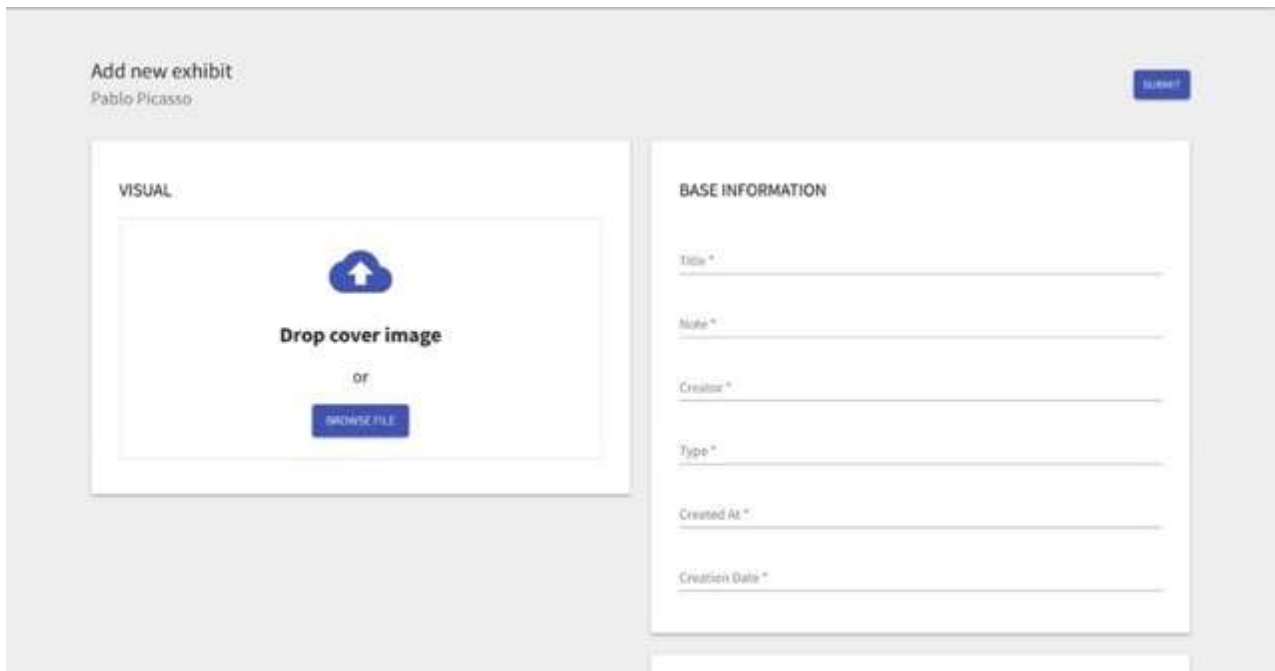 Add new exhibit
Pablo Picasso
SUBMIT
VISUAL
Drop cover image
or
BROWSE FILE
BASE INFORMATION
Title *
Note *
Creator *
Type *
Created At *
Creation Date *